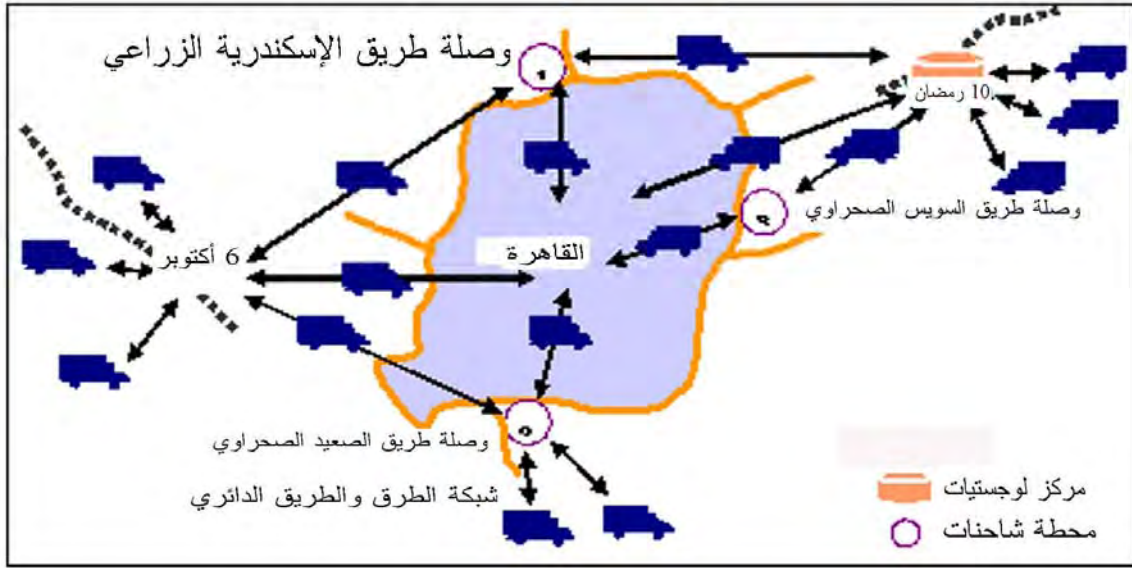 وصلة طريق الإسكندرية الزراعي
10 رمضان
وصلة طريق السويس الصحراوي
القاهرة
6 أكتوبر
وصلة طريق الصعيد الصحراوي
شبكة الطرق والطريق الدائري
مركز لوجستيات
محطة شاحنات